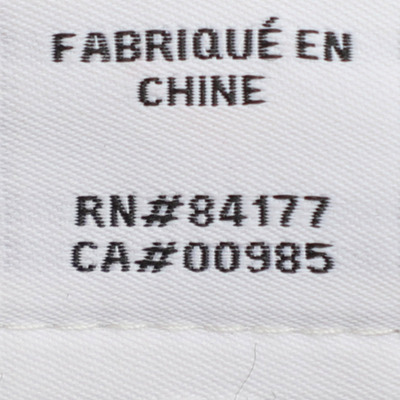 FABRIQUÉ EN
CHINE
RN#84177
CA#00985